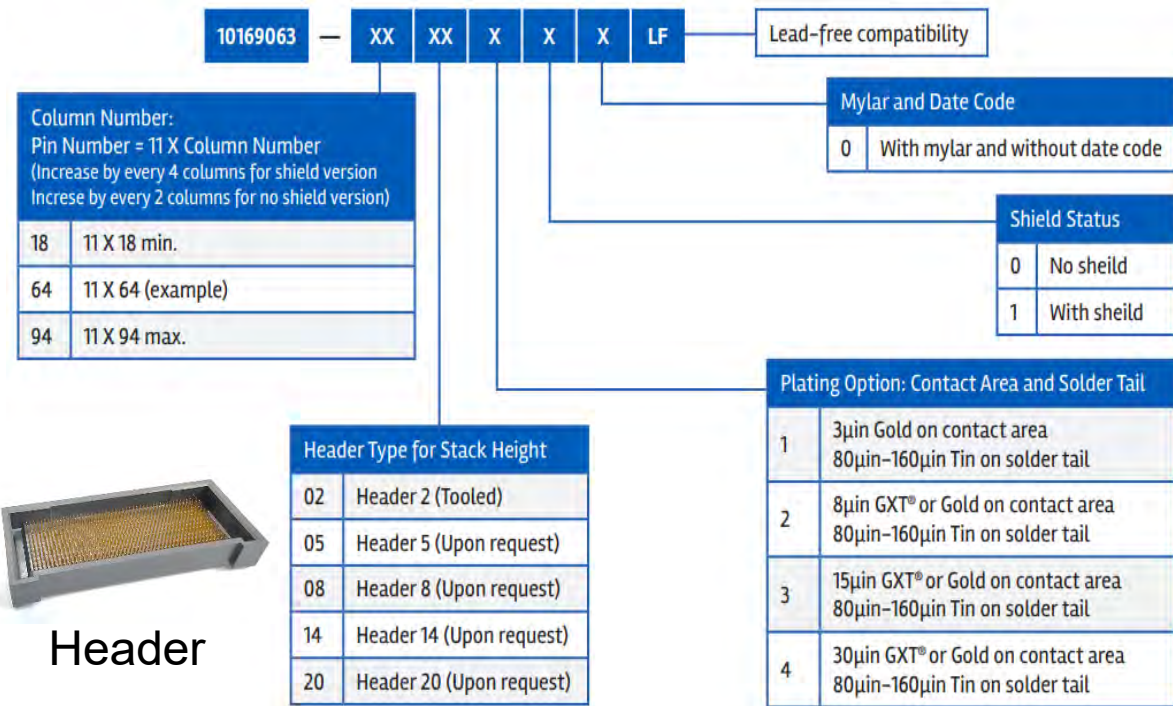 10169063 — XX XX X X X LF
Lead-free compatibility
Column Number:
Pin Number = 11 X Column Number
(Increase by every 4 columns for shield version
Increse by every 2 columns for no shield version)
18 11 X 18 min.
64 11 X 64 (example)
94 11 X 94 max.
Mylar and Date Code
0 With mylar and without date code
Shield Status
0 No sheild
1 With sheild
Header Type for Stack Height
02 Header 2 (Tooled)
05 Header 5 (Upon request)
08 Header 8 (Upon request)
14 Header 14 (Upon request)
20 Header 20 (Upon request)
Plating Option: Contact Area and Solder Tail
1 3µin Gold on contact area
80µin-160µin Tin on solder tail
2 8µin GXT® or Gold on contact area
80µin-160µin Tin on solder tail
3 15µin GXT® or Gold on contact area
80µin-160µin Tin on solder tail
4 30µin GXT® or Gold on contact area
80µin-160µin Tin on solder tail
Header